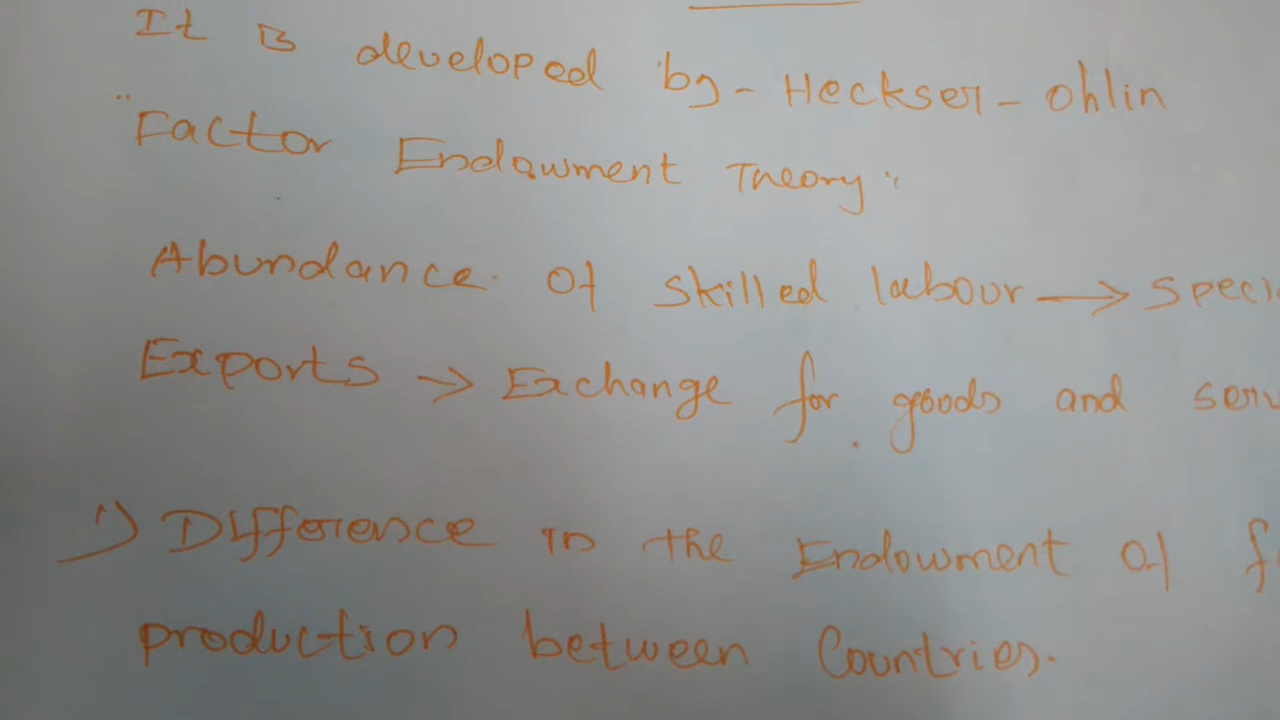 It is developed by - Heckser - Ohlin
"Factor Endowment Theory"
Abundance of skilled labour → speci
Exports → Exchange for goods and serv
1) Difference in the Endowment of f
production between Countries.